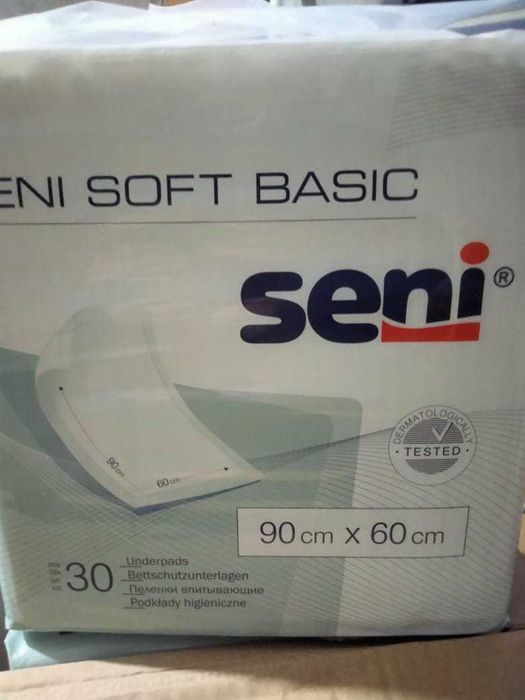 ENI SOFT BASIC
seni®
DERMATOLOGICALLY
TESTED
90 cm
60 cm
90 cm x 60 cm
30
Underpads
Bettschutzunterlagen
Пеленки впитывающие
Podkłady higieniczne